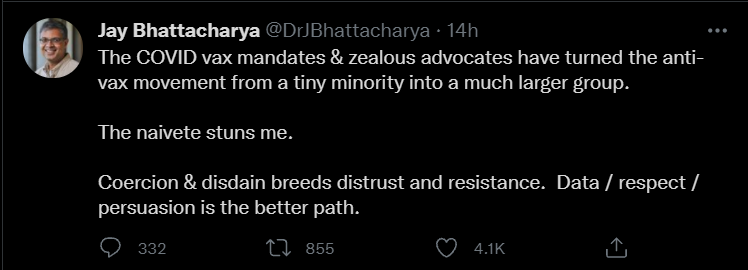 Jay Bhattacharya @DrJBhattacharya · 14h
The COVID vax mandates & zealous advocates have turned the anti-
vax movement from a tiny minority into a much larger group.
The naivete stuns me.
Coercion & disdain breeds distrust and resistance.  Data / respect /
persuasion is the better path.
332 855 4.1K